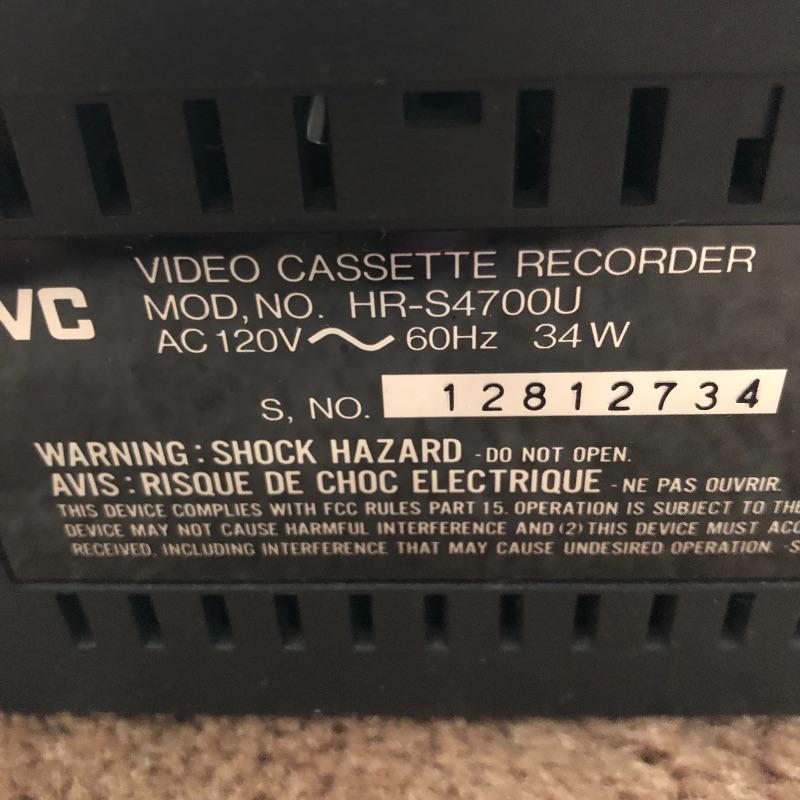 VIDEO CASSETTE RECORDER
VC
MOD, NO. HR-S4700U
AC 120V 60Hz 34 W
S, NO. 12812734
WARNING : SHOCK HAZARD - DO NOT OPEN.
AVIS : RISQUE DE CHOC ELECTRIQUE - NE PAS OUVRIR.
THIS DEVICE COMPLIES WITH FCC RULES PART 15. OPERATION IS SUBJECT TO THE
DEVICE MAY NOT CAUSE HARMFUL INTERFERENCE AND (2) THIS DEVICE MUST ACC
RECEIVED, INCLUDING INTERFERENCE THAT MAY CAUSE UNDESIRED OPERATION. -S